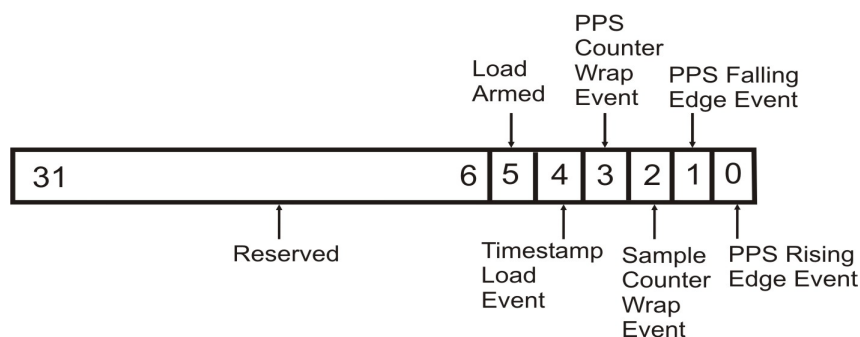 PPS
Counter
Wrap
Event
Load
Armed
PPS Falling
Edge Event
31 6 5 4 3 2 1 0
Reserved
Timestamp
Load
Event
Sample
Counter
Wrap
Event
PPS Rising
Edge Event